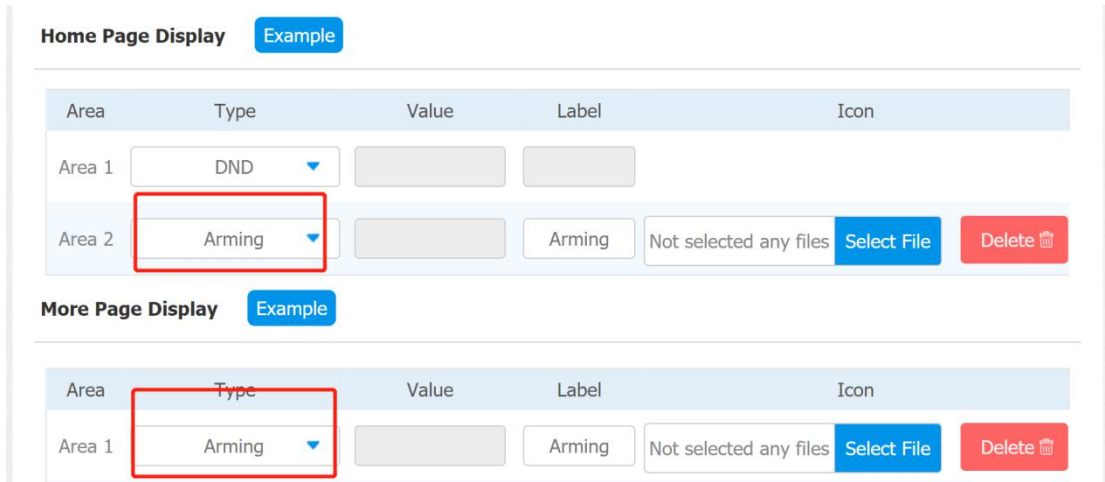 Home Page Display Example
Area Type Value Label Icon
Area 1 DND
Area 2 Arming Arming Not selected any files Select File Delete
More Page Display Example
Area Type Value Label Icon
Area 1 Arming Arming Not selected any files Select File Delete